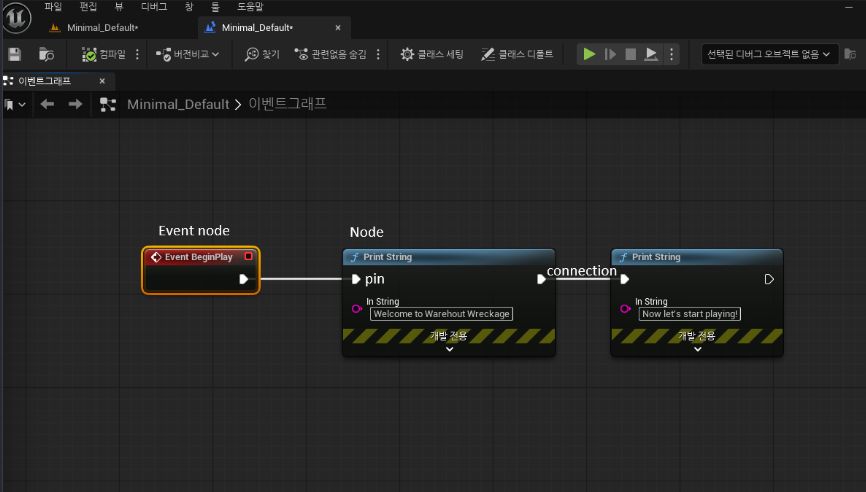 파일 편집 뷰 디버그 창 툴 도움말
Minimal_Default* Minimal_Default*
컴파일 버전비교 찾기 관련없음 숨김 클래스 세팅 클래스 디폴트 선택된 디버그 오브젝트 없음
이벤트그래프
Minimal_Default > 이벤트그래프
Event node
Node
Event BeginPlay
Print String
Print String
pin
connection
In String
In String
Welcome to Warehout Wreckage
Now let's start playing!
개발 전용
개발 전용